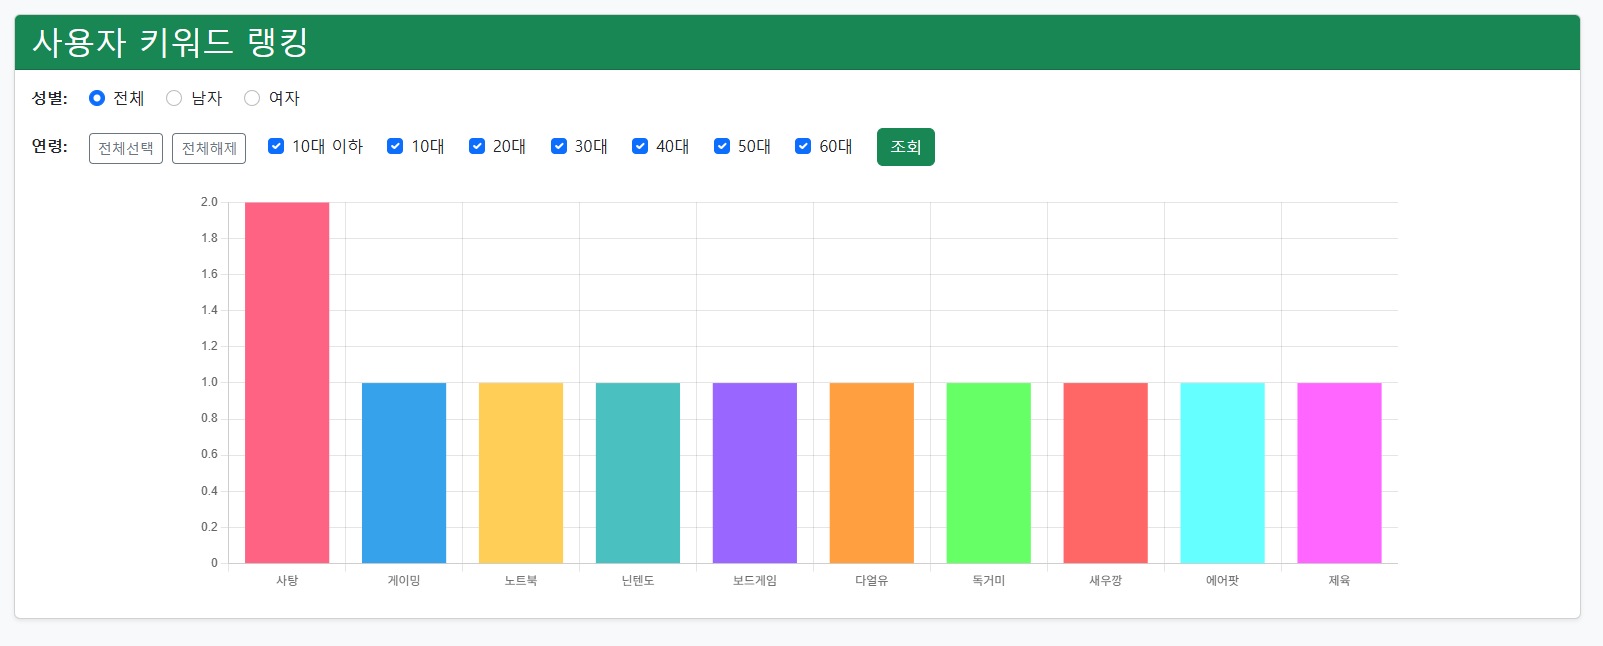 사용자 키워드 랭킹
성별: 전체 남자 여자
연령: 전체선택 전체해제 10대 이하 10대 20대 30대 40대 50대 60대 조회
2.0
1.8
1.6
1.4
1.2
1.0
0.8
0.6
0.4
0.2
0
사탕 게이밍 노트북 닌텐도 보드게임 다얼유 독거미 새우깡 에어팟 제육